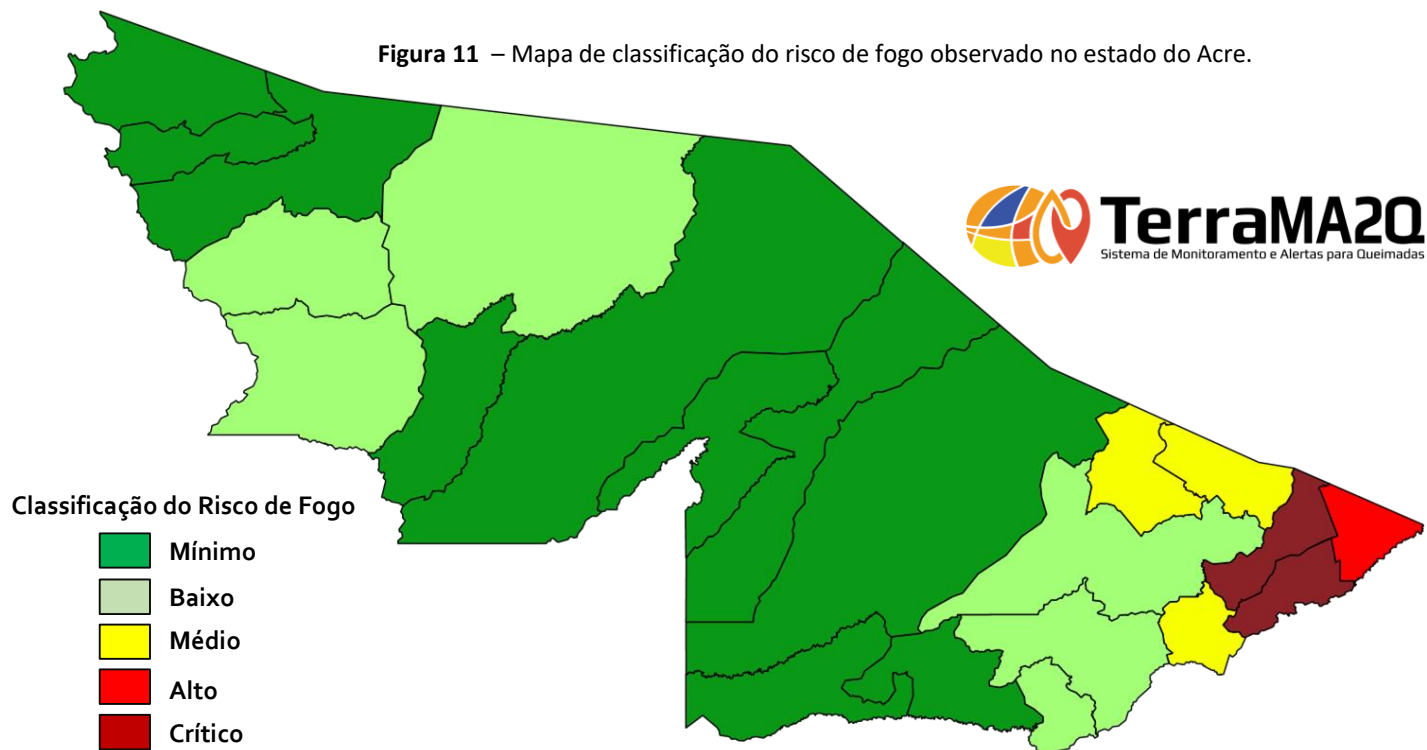 Figura 11 – Mapa de classificação do risco de fogo observado no estado do Acre.
TerraMA2Q
Sistema de Monitoramento e Alertas para Queimadas
Classificação do Risco de Fogo
Mínimo
Baixo
Médio
Alto
Crítico